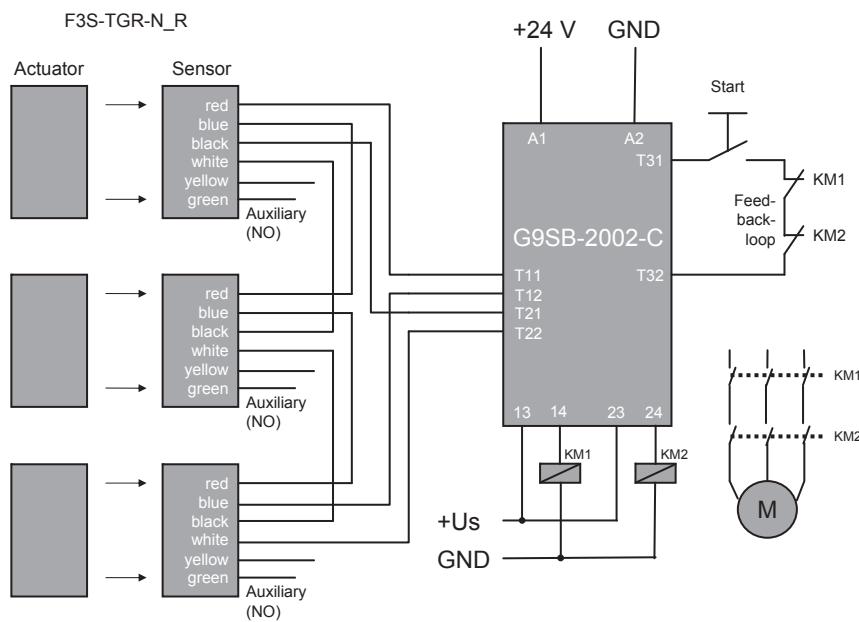 F3S-TGR-N_R
Actuator
Sensor
red
blue
black
white
yellow
green
Auxiliary
(NO)
red
blue
black
white
yellow
green
Auxiliary
(NO)
red
blue
black
white
yellow
green
Auxiliary
(NO)
+24 V
GND
A1
A2
T31
G9SB-2002-C
T11
T12
T21
T22
T32
13
14
23
24
KM1
KM2
+Us
GND
Start
KM1
Feed-
back-
loop
KM2
KM1
KM2
M